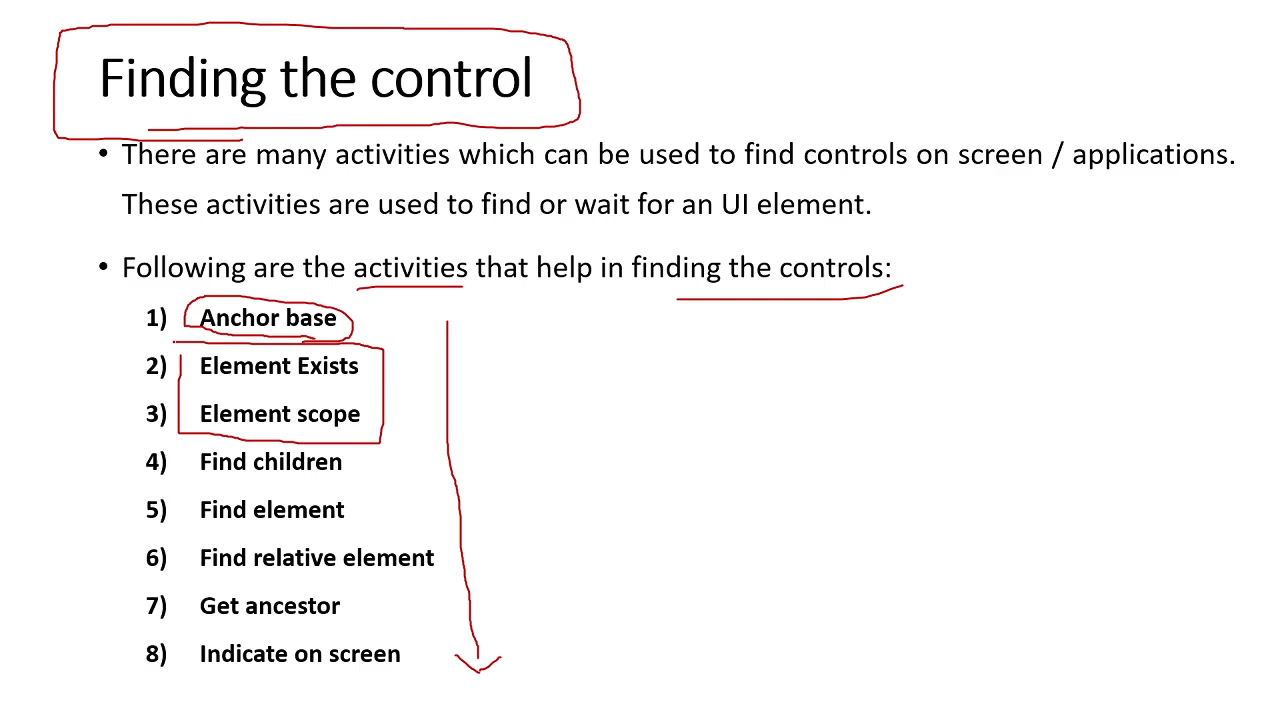 Finding the control
• There are many activities which can be used to find controls on screen / applications.
These activities are used to find or wait for an UI element.
• Following are the activities that help in finding the controls:
1) Anchor base
2) Element Exists
3) Element scope
4) Find children
5) Find element
6) Find relative element
7) Get ancestor
8) Indicate on screen